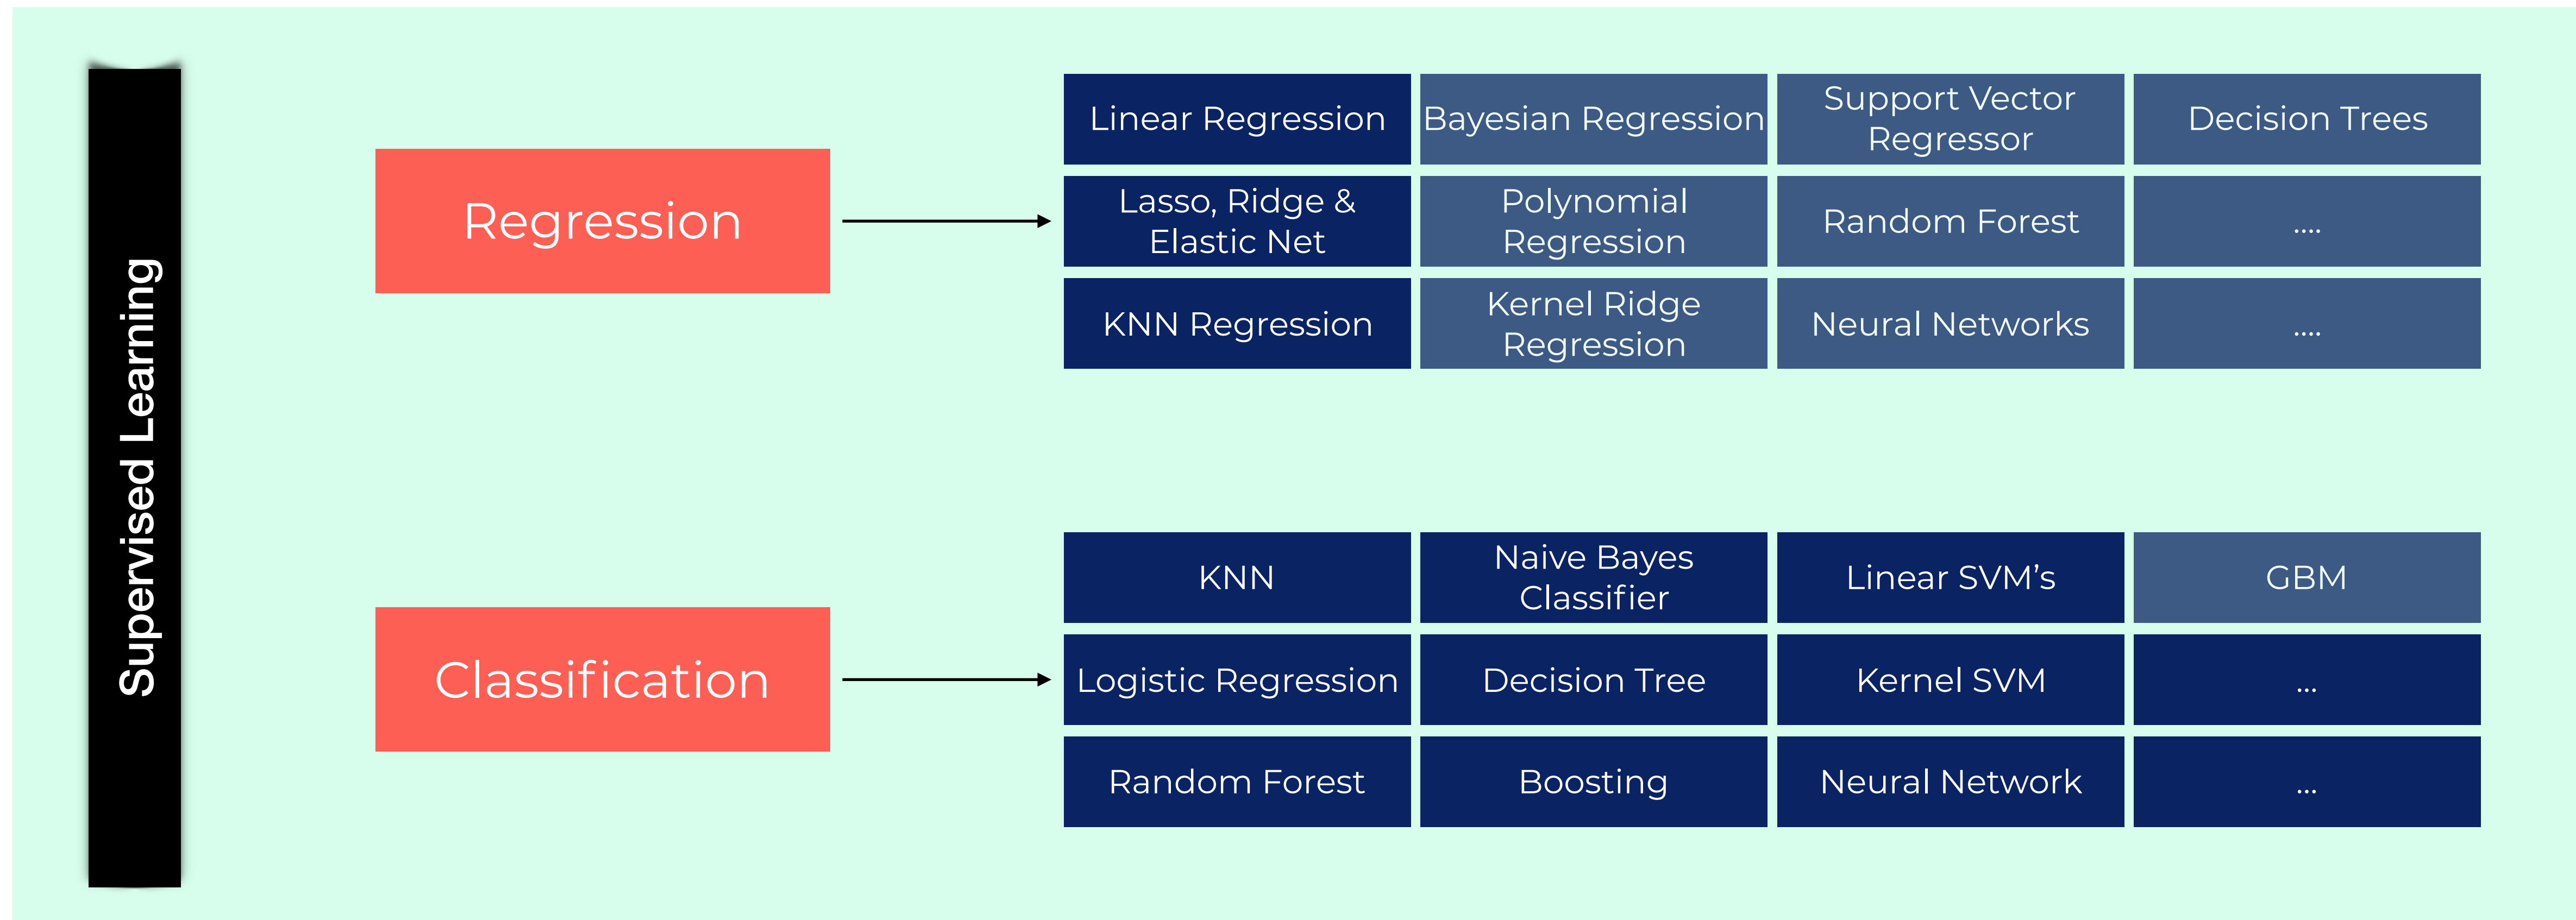 Supervised Learning
Regression
Linear Regression
Bayesian Regression
Support Vector
Regressor
Decision Trees
Lasso, Ridge &
Elastic Net
Polynomial
Regression
Random Forest
....
KNN Regression
Kernel Ridge
Regression
Neural Networks
....
Classification
KNN
Naive Bayes
Classifier
Linear SVM’s
GBM
Logistic Regression
Decision Tree
Kernel SVM
...
Random Forest
Boosting
Neural Network
...